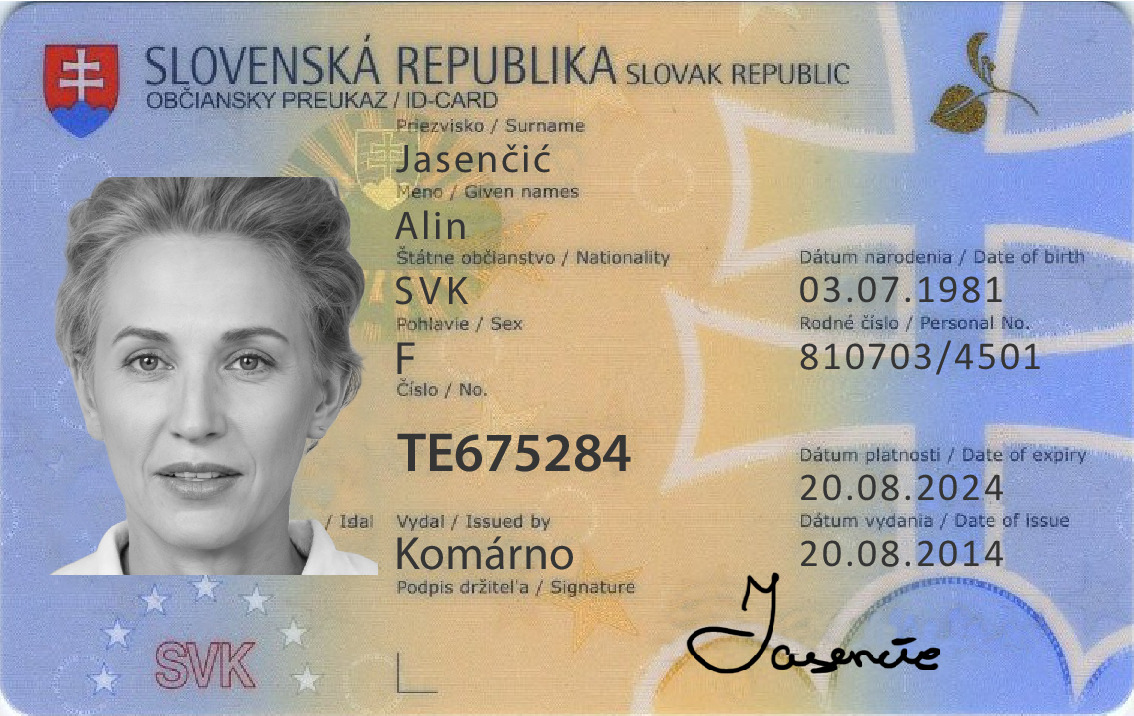 SLOVENSKÁ REPUBLIKA SLOVAK REPUBLIC
OBČIANSKY PREUKAZ / ID-CARD
Priezvisko / Surname
Jasenčić
Meno / Given names
Alin
Štátne občianstvo / Nationality
SVK
Dátum narodenia / Date of birth
03.07.1981
Pohlavie / Sex
F
Rodné číslo / Personal No.
810703/4501
Číslo / No.
TE675284
Dátum platnosti / Date of expiry
20.08.2024
/ Idal
Vydal / Issued by
Komárno
Dátum vydania / Date of issue
20.08.2014
Podpis držiteľa / Signature
Jasenčić
SVK